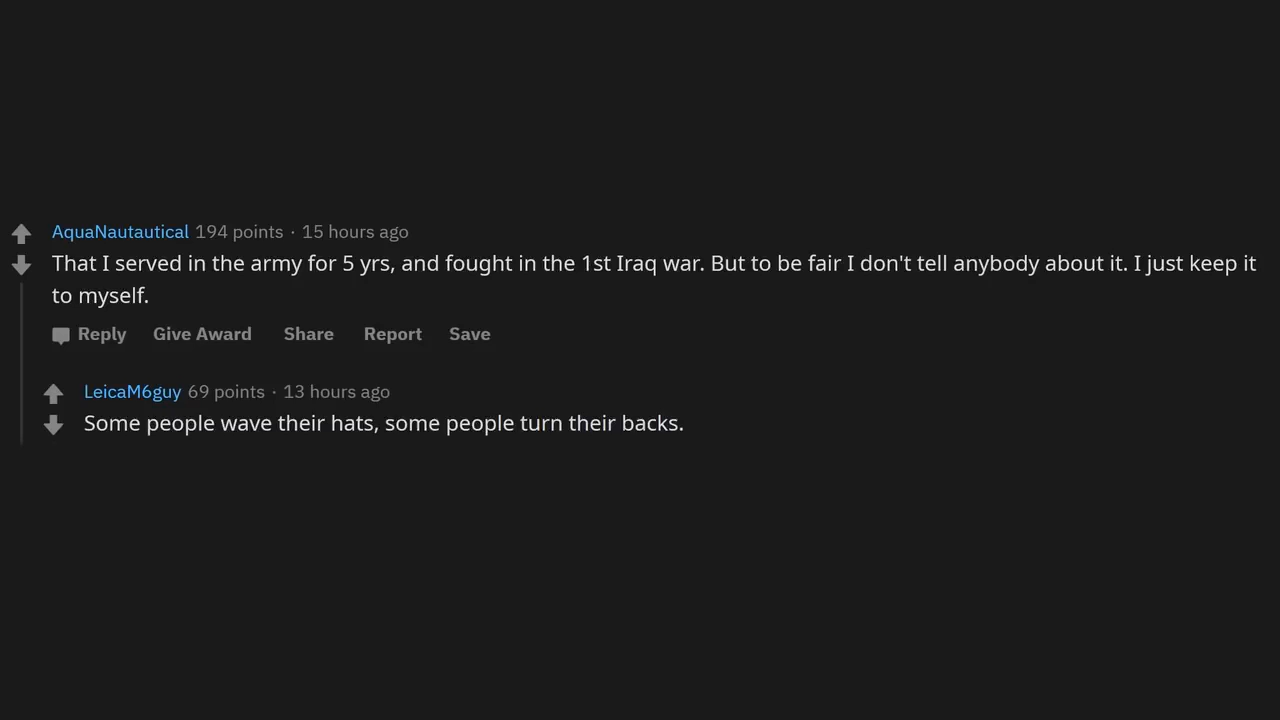 AquaNautautical 194 points · 15 hours ago
That I served in the army for 5 yrs, and fought in the 1st Iraq war. But to be fair I don't tell anybody about it. I just keep it
to myself.
Reply Give Award Share Report Save
LeicaM6guy 69 points · 13 hours ago
Some people wave their hats, some people turn their backs.